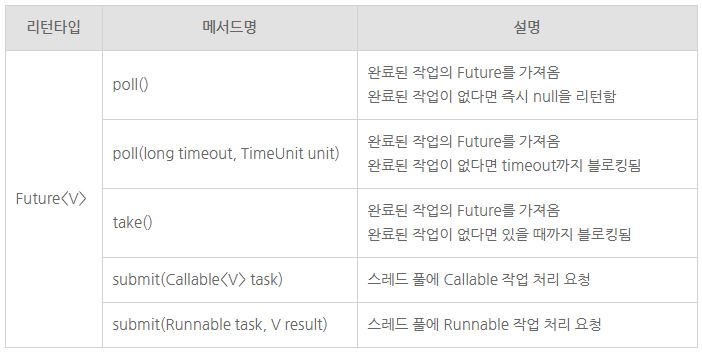 리턴타입 메서드명 설명
Future<V>
poll()
완료된 작업의 Future를 가져옴
완료된 작업이 없다면 즉시 null을 리턴함
poll(long timeout, TimeUnit unit)
완료된 작업의 Future를 가져옴
완료된 작업이 없다면 timeout까지 블로킹됨
take()
완료된 작업의 Future를 가져옴
완료된 작업이 없다면 있을 때까지 블로킹됨
submit(Callable<V> task) 스레드 풀에 Callable 작업 처리 요청
submit(Runnable task, V result) 스레드 풀에 Runnable 작업 처리 요청